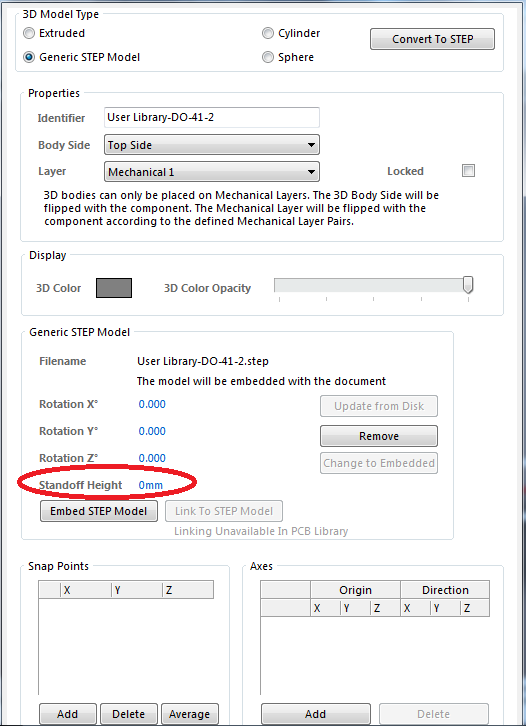 3D Model Type
Extruded
Cylinder
Convert To STEP
Generic STEP Model
Sphere
Properties
Identifier User Library-DO-41-2
Body Side Top Side
Layer Mechanical 1 Locked
3D bodies can only be placed on Mechanical Layers. The 3D Body Side will be
flipped with the component. The Mechanical Layer will be flipped with the
component according to the defined Mechanical Layer Pairs.
Display
3D Color 3D Color Opacity
Generic STEP Model
Filename User Library-DO-41-2.step
The model will be embedded with the document
Rotation X° 0.000 Update from Disk
Rotation Y° 0.000 Remove
Rotation Z° 0.000 Change to Embedded
Standoff Height 0mm
Embed STEP Model Link To STEP Model
Linking Unavailable In PCB Library
Snap Points
X Y Z
Add Delete Average
Axes
Origin Direction
X Y Z X Y Z
Add Delete